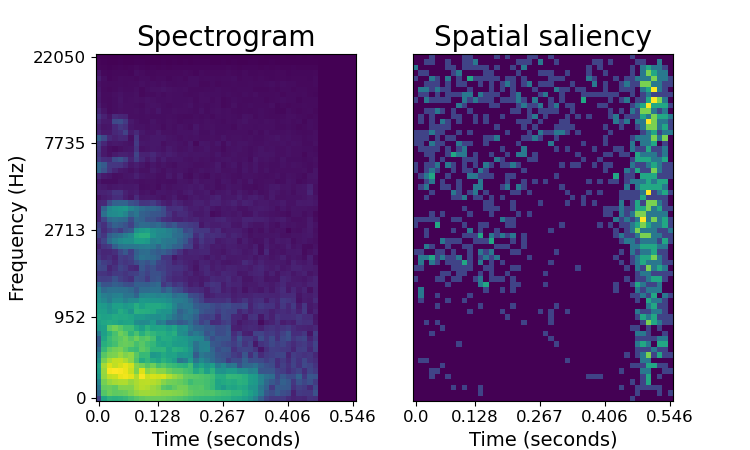 Spectrogram
Spatial saliency
Frequency (Hz)
22050
7735
2713
952
0
0.0 0.128 0.267 0.406 0.546
0.0 0.128 0.267 0.406 0.546
Time (seconds)
Time (seconds)